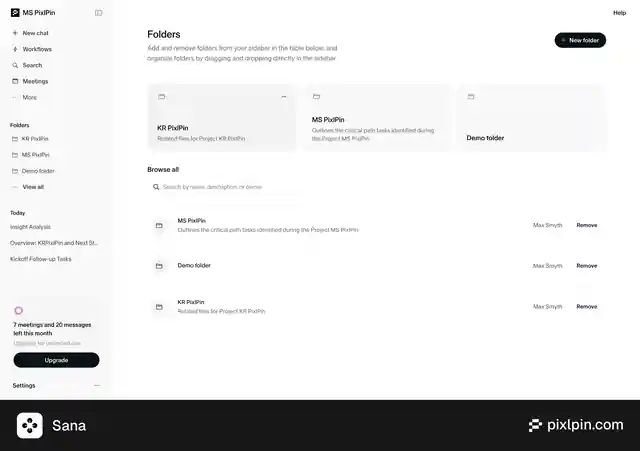 MS PixlPin
Help
New chat
Workflows
Search
Meetings
More
Folders
KR PixlPin
MS PixlPin
Demo folder
View all
Today
Insight Analysis
Overview: KRPixlPin and Next St...
Kickoff Follow-up Tasks
7 meetings and 20 messages
left this month
Upgrade for unlimited use
Upgrade
Settings
Folders
Add and remove folders from your sidebar in the table below, and
organize folders by dragging and dropping directly in the sidebar
New folder
KR PixlPin
Related files for Project KR PixlPin
MS PixlPin
Outlines the critical path tasks identified during
the Project MS PixlPin
Demo folder
Browse all
Search by name, description, or owner
MS PixlPin
Outlines the critical path tasks identified during the Project MS PixlPin
Max Smyth
Remove
Demo folder
Max Smyth
Remove
KR PixlPin
Related files for Project KR PixlPin
Max Smyth
Remove
Sana
pixlpin.com